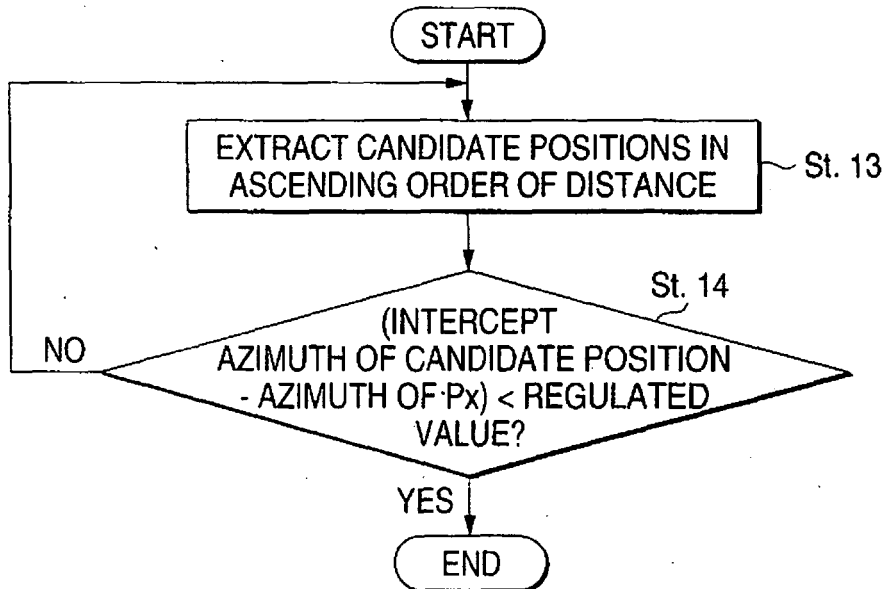 START
EXTRACT CANDIDATE POSITIONS IN
ASCENDING ORDER OF DISTANCE
St. 13
St. 14
(INTERCEPT
AZIMUTH OF CANDIDATE POSITION
- AZIMUTH OF Px) < REGULATED
VALUE?
NO
YES
END